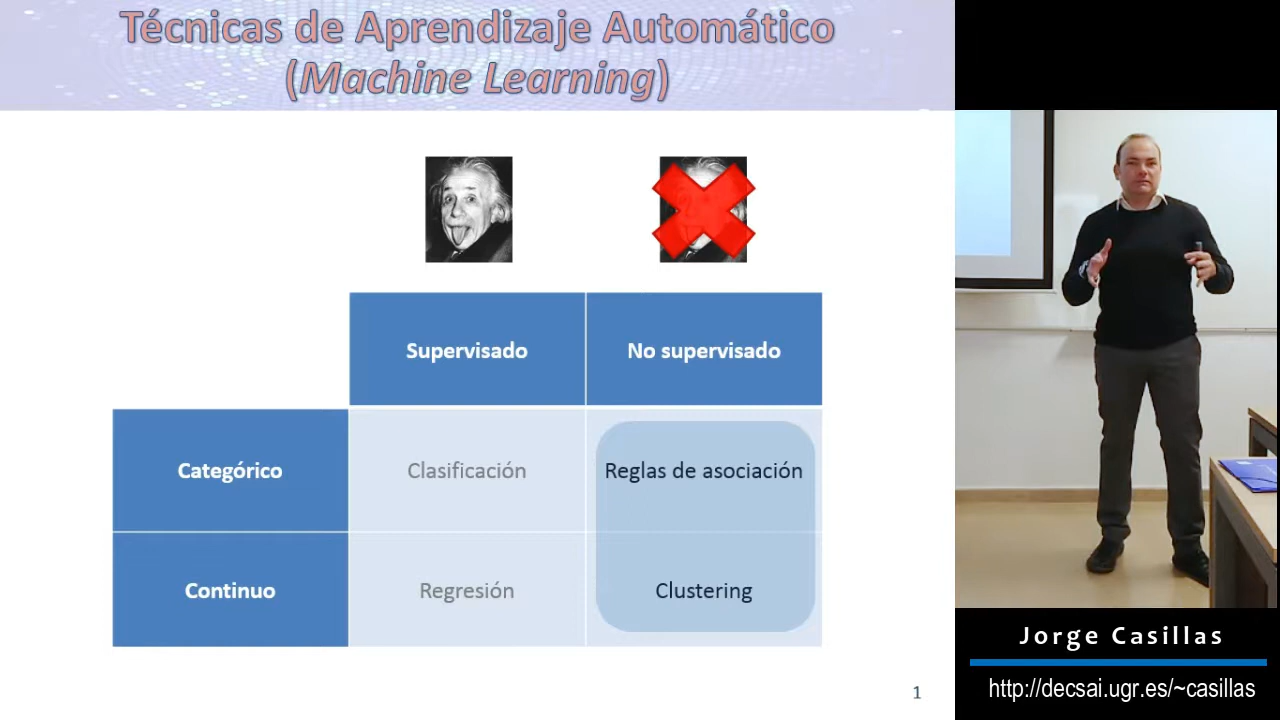 Técnicas de Aprendizaje Automático
(Machine Learning)
Supervisado
No supervisado
Categórico
Clasificación
Reglas de asociación
Continuo
Regresión
Clustering
1
Jorge Casillas
http://decsai.ugr.es/~casillas